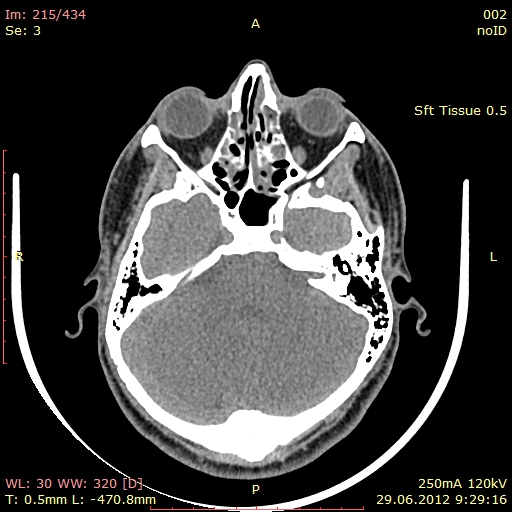 Im: 215/434
Se: 3
A
002
noID
Sft Tissue 0.5
R
L
WL: 30 WW: 320 [D]
T: 0.5mm L: -470.8mm
P
250mA 120kV
29.06.2012 9:29:16